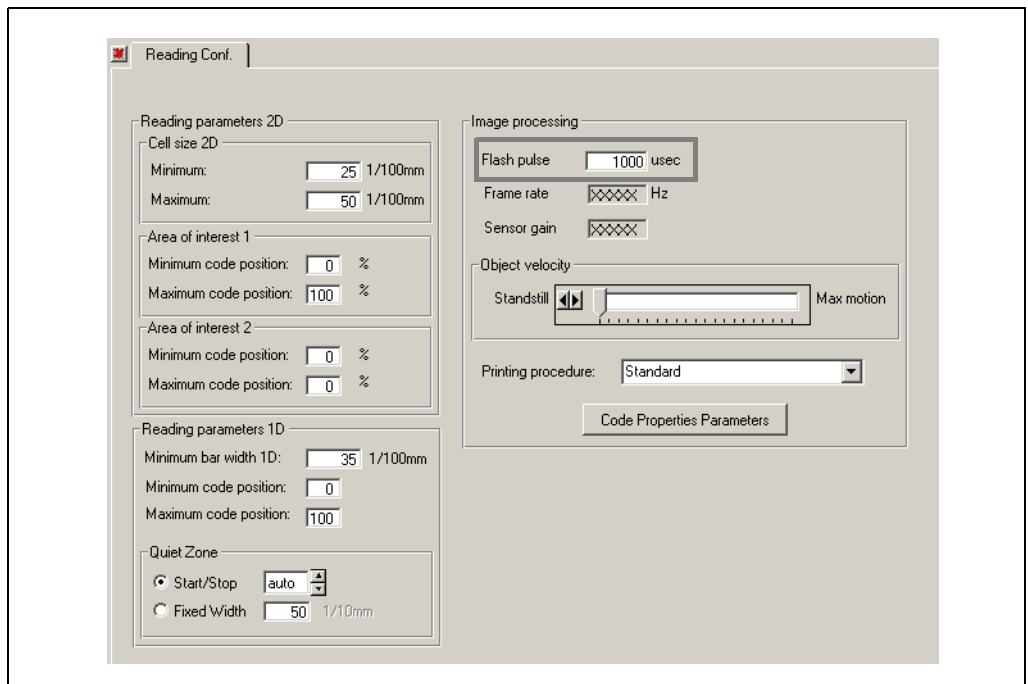 Reading Conf.
Reading parameters 2D
Cell size 2D
Minimum: 25 1/100mm
Maximum: 50 1/100mm
Area of interest 1
Minimum code position: 0 %
Maximum code position: 100 %
Area of interest 2
Minimum code position: 0 %
Maximum code position: 0 %
Reading parameters 1D
Minimum bar width 1D: 35 1/100mm
Minimum code position: 0
Maximum code position: 100
Quiet Zone
Start/Stop auto
Fixed Width 50 1/10mm
Image processing
Flash pulse 1000 usec
Frame rate XXXXX Hz
Sensor gain XXXXX
Object velocity
Standstill Max motion
Printing procedure: Standard
Code Properties Parameters